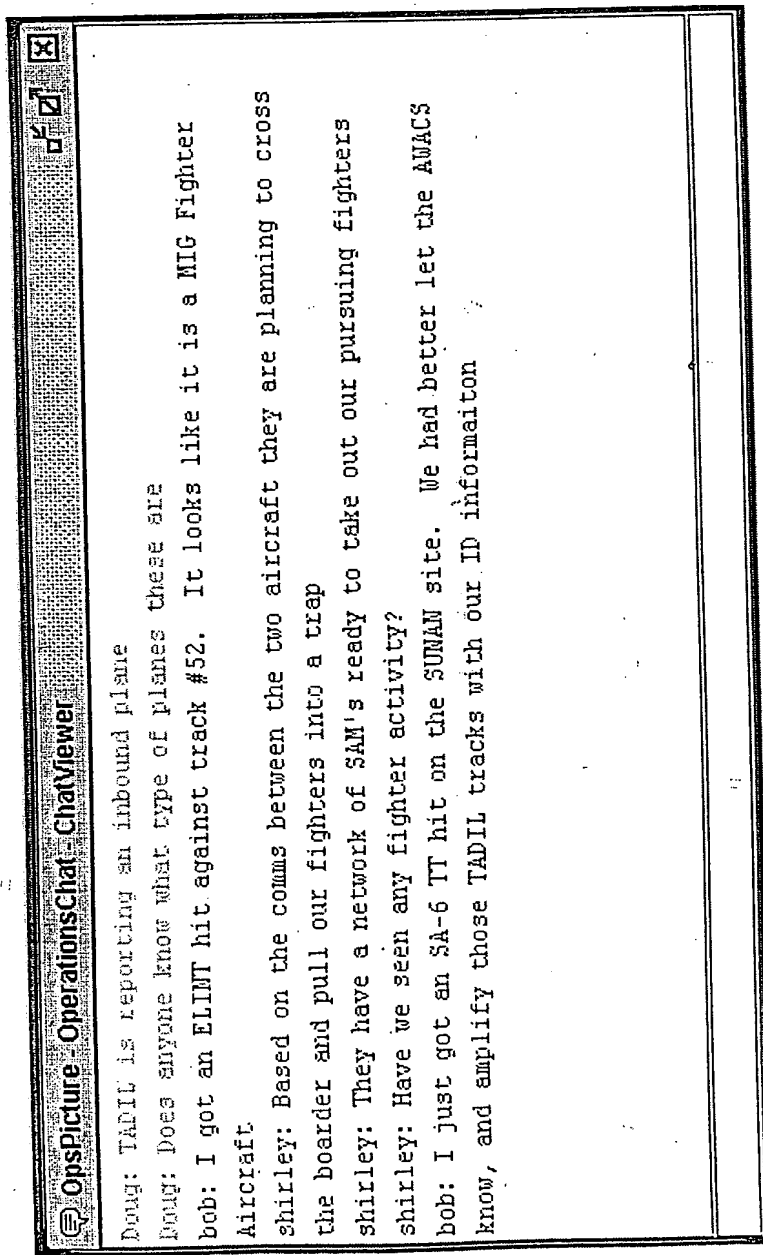 OpsPicture - OperationsChat - ChatViewer
Doug: TADIL is reporting an inbound plane
Doug: Does anyone know what type of planes these are
bob: I got an ELINT hit against track #52. It looks like it is a MIG Fighter
Aircraft
shirley: Based on the comms between the two aircraft they are planning to cross
the boarder and pull our fighters into a trap
shirley: They have a network of SAM's ready to take out our pursuing fighters
shirley: Have we seen any fighter activity?
bob: I just got an SA-6 TT hit on the SUNAN site. We had better let the AWACS
know, and amplify those TADIL tracks with our ID informaiton